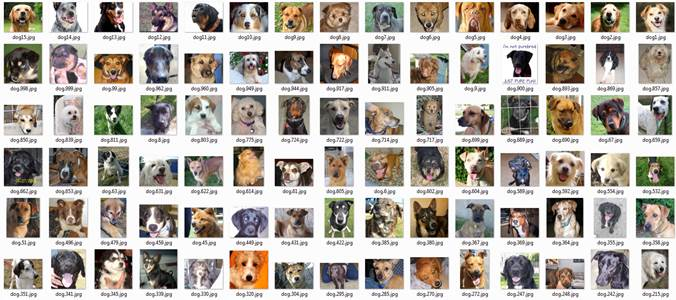 dog15.jpg dog14.jpg dog13.jpg dog12.jpg dog11.jpg dog10.jpg dog9.jpg dog8.jpg dog7.jpg dog6.jpg dog5.jpg dog4.jpg dog3.jpg dog2.jpg dog1.jpg
not purebred
JUST PURE
dog.998.jpg dog.999.jpg dog.99.jpg dog.962.jpg dog.960.jpg dog.949.jpg dog.944.jpg dog.917.jpg dog.911.jpg dog.905.jpg dog.9.jpg dog.900.jpg dog.893.jpg dog.869.jpg dog.857.jpg
dog.850.jpg dog.839.jpg dog.811.jpg dog.8.jpg dog.803.jpg dog.775.jpg dog.724.jpg dog.722.jpg dog.714.jpg dog.717.jpg dog.699.jpg dog.689.jpg dog.690.jpg dog.67.jpg dog.659.jpg
dog.662.jpg dog.653.jpg dog.63.jpg dog.631.jpg dog.622.jpg dog.614.jpg dog.61.jpg dog.605.jpg dog.6.jpg dog.602.jpg dog.604.jpg dog.589.jpg dog.592.jpg dog.554.jpg dog.532.jpg
dog.51.jpg dog.496.jpg dog.479.jpg dog.459.jpg dog.45.jpg dog.449.jpg dog.431.jpg dog.422.jpg dog.385.jpg dog.380.jpg dog.367.jpg dog.369.jpg dog.364.jpg dog.355.jpg dog.358.jpg
dog.351.jpg dog.341.jpg dog.345.jpg dog.339.jpg dog.330.jpg dog.320.jpg dog.304.jpg dog.295.jpg dog.285.jpg dog.270.jpg dog.272.jpg dog.247.jpg dog.248.jpg dog.242.jpg dog.215.jpg